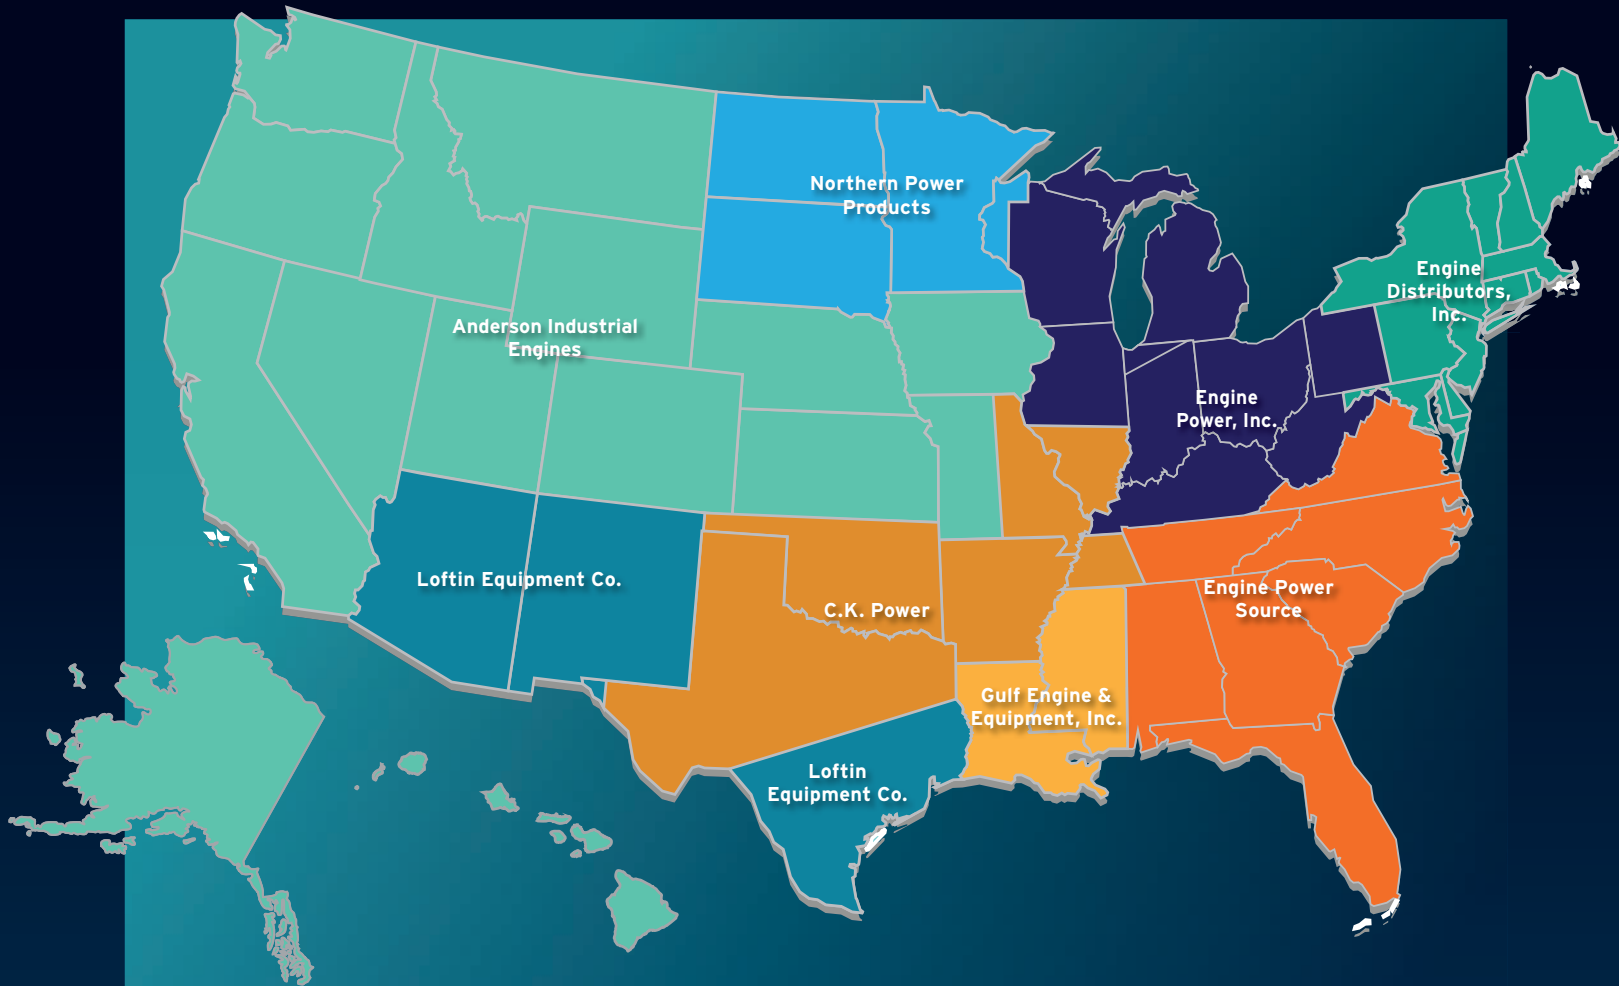 Northern Power
Products
Engine
Distributors,
Inc.
Anderson Industrial
Engines
Engine
Power, Inc.
Loftin Equipment Co.
C.K. Power
Engine Power
Source
Gulf Engine &
Equipment, Inc.
Loftin
Equipment Co.